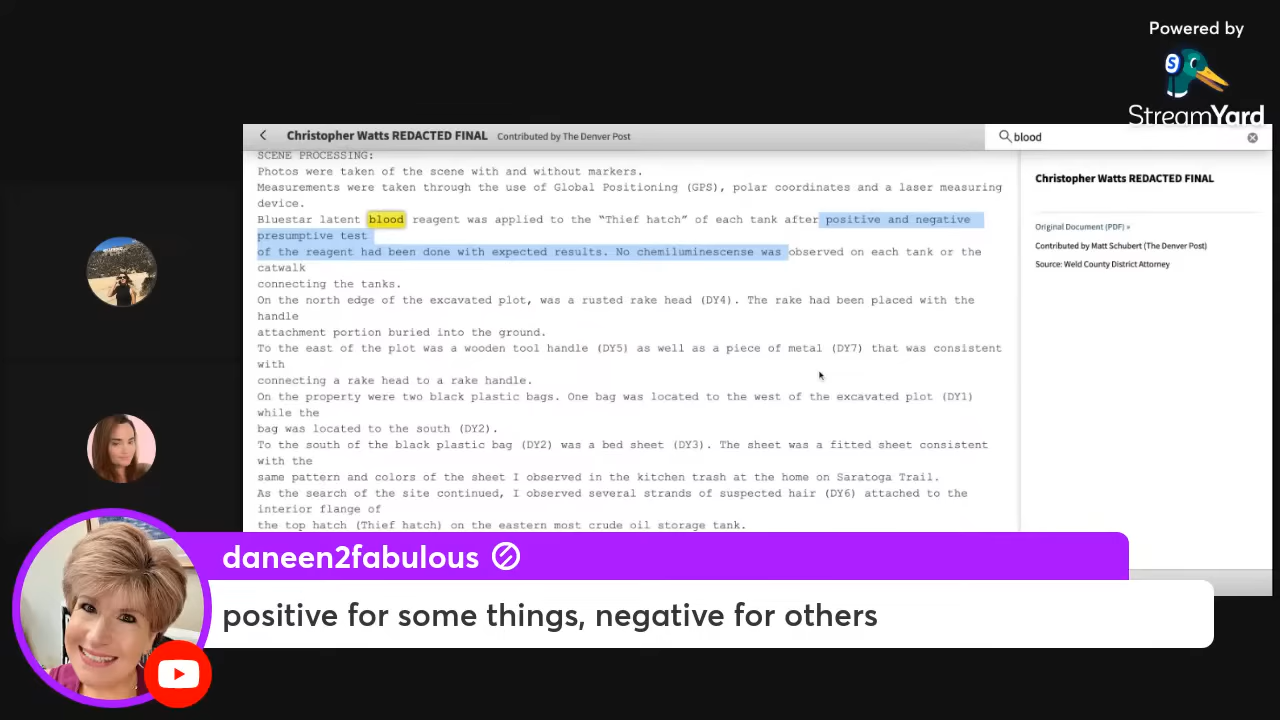 Powered by
StreamYard
Christopher Watts REDACTED FINAL Contributed by The Denver Post
blood
SCENE PROCESSING:
Photos were taken of the scene with and without markers.
Measurements were taken through the use of Global Positioning (GPS), polar coordinates and a laser measuring
device.
Bluestar latent blood reagent was applied to the “Thief hatch” of each tank after positive and negative
presumptive test
of the reagent had been done with expected results. No chemiluminescense was observed on each tank or the
catwalk
connecting the tanks.
On the north edge of the excavated plot, was a rusted rake head (DY4). The rake had been placed with the
handle
attachment portion buried into the ground.
To the east of the plot was a wooden tool handle (DY5) as well as a piece of metal (DY7) that was consistent
with
connecting a rake head to a rake handle.
On the property were two black plastic bags. One bag was located to the west of the excavated plot (DY1)
while the
bag was located to the south (DY2).
To the south of the black plastic bag (DY2) was a bed sheet (DY3). The sheet was a fitted sheet consistent
with the
same pattern and colors of the sheet I observed in the kitchen trash at the home on Saratoga Trail.
As the search of the site continued, I observed several strands of suspected hair (DY6) attached to the
interior flange of
the top hatch (Thief hatch) on the eastern most crude oil storage tank.
Christopher Watts REDACTED FINAL
Original Document (PDF) »
Contributed by Matt Schubert (The Denver Post)
Source: Weld County District Attorney
daneen2fabulous
positive for some things, negative for others